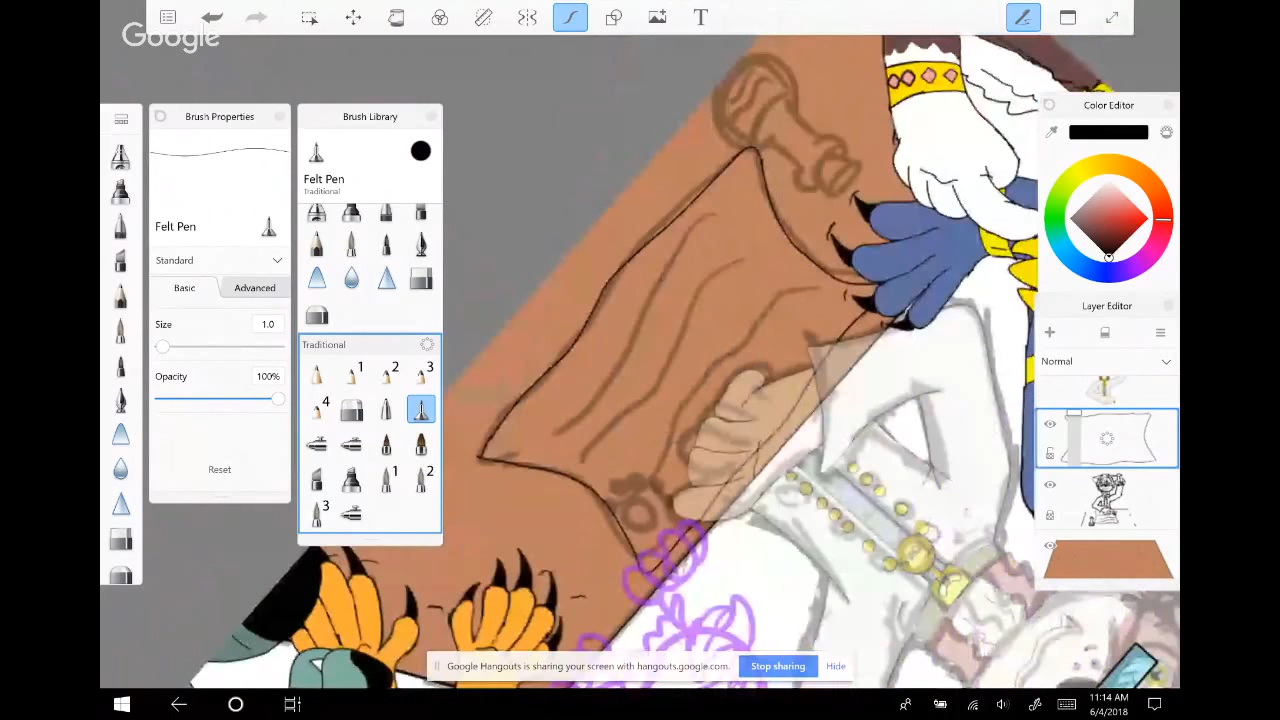 T
Google
Brush Properties
Brush Library
Color Editor
Felt Pen
Traditional
Felt Pen
Standard
Basic
Advanced
Size
1.0
Opacity
100%
Reset
Traditional
1
2
3
4
1
2
3
Layer Editor
Normal
Google Hangouts is sharing your screen with hangouts.google.com.
Stop sharing
Hide
11:14 AM
6/4/2018